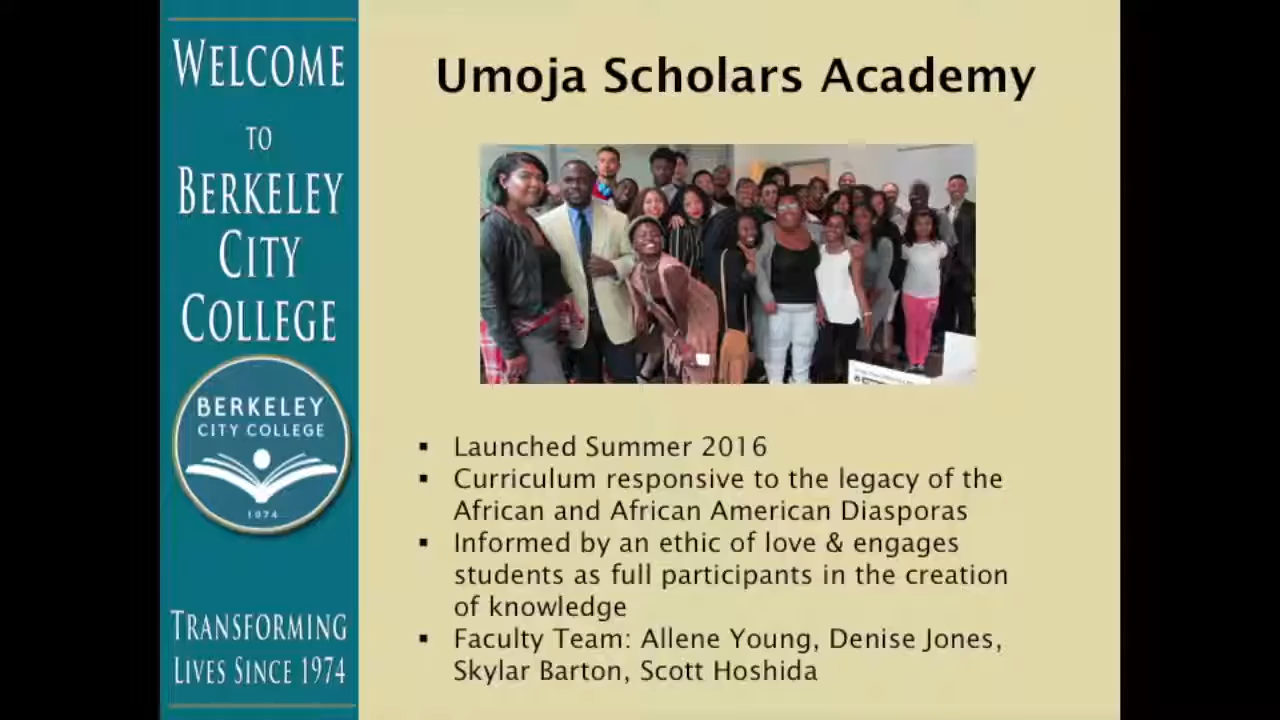 WELCOME
TO
BERKELEY
CITY
COLLEGE
BERKELEY
CITY COLLEGE
1974
TRANSFORMING
LIVES SINCE 1974
Umoja Scholars Academy
▪ Launched Summer 2016
▪ Curriculum responsive to the legacy of the
African and African American Diasporas
▪ Informed by an ethic of love & engages
students as full participants in the creation
of knowledge
▪ Faculty Team: Allene Young, Denise Jones,
Skylar Barton, Scott Hoshida